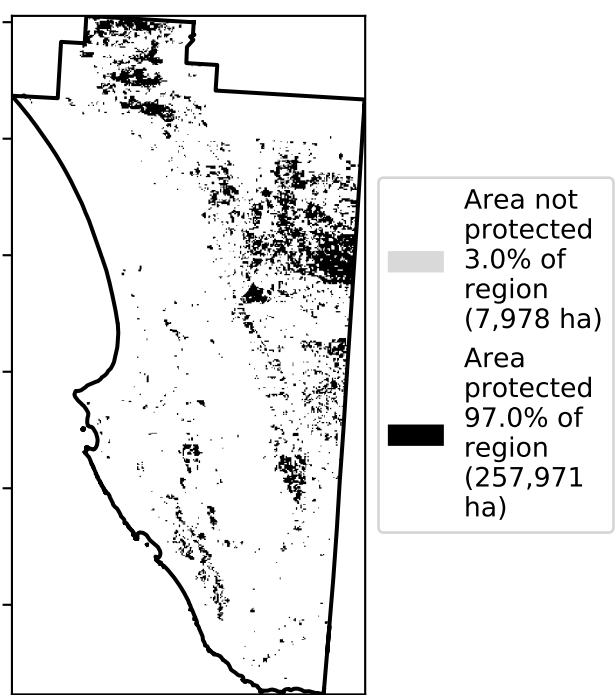 Area not
protected
3.0% of
region
(7,978 ha)
Area
protected
97.0% of
region
(257,971
ha)